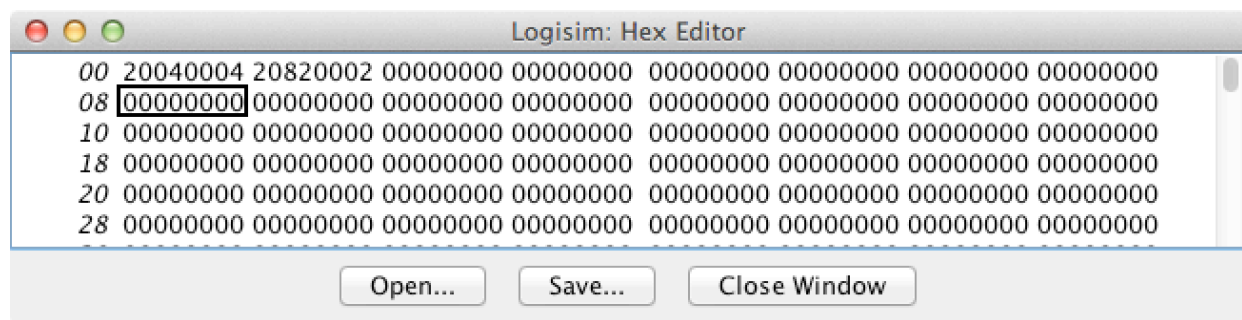 Logisim: Hex Editor
00 20040004 20820002 00000000 00000000 00000000 00000000 00000000 00000000
08 00000000 00000000 00000000 00000000 00000000 00000000 00000000 00000000
10 00000000 00000000 00000000 00000000 00000000 00000000 00000000 00000000
18 00000000 00000000 00000000 00000000 00000000 00000000 00000000 00000000
20 00000000 00000000 00000000 00000000 00000000 00000000 00000000 00000000
28 00000000 00000000 00000000 00000000 00000000 00000000 00000000 00000000
Open... Save... Close Window